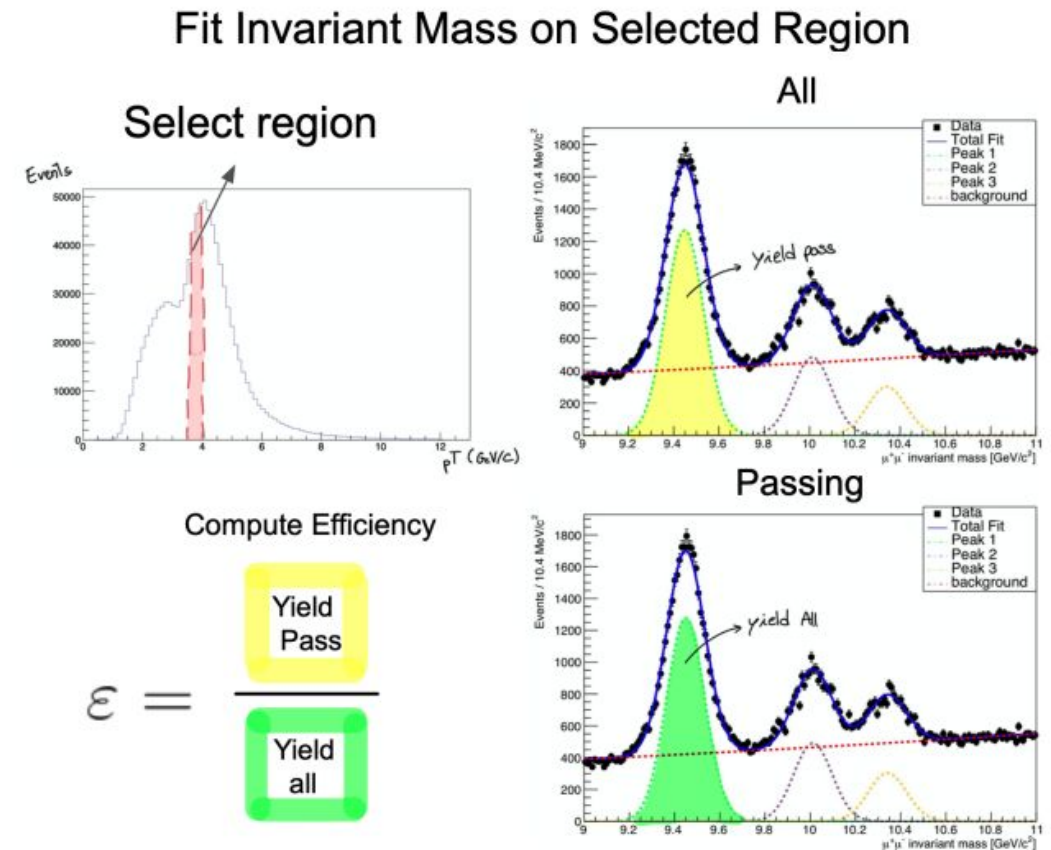 Fit Invariant Mass on Selected Region
Select region
Events
50000
40000
30000
20000
10000
0
0 2 4 6 8 10 12
pT (GeV/c)
All
Events / 10.4 MeV/c²
1800
1600
1400
1200
1000
800
600
400
200
0
Data
Total Fit
Peak 1
Peak 2
Peak 3
background
yield pass
9 9.2 9.4 9.6 9.8 10 10.2 10.4 10.6 10.8 11
μ⁺μ⁻ invariant mass [GeV/c²]
Compute Efficiency
ε =
Yield
Pass
Yield
all
Passing
Events / 10.4 MeV/c²
1800
1600
1400
1200
1000
800
600
400
200
0
Data
Total Fit
Peak 1
Peak 2
Peak 3
background
yield All
9 9.2 9.4 9.6 9.8 10 10.2 10.4 10.6 10.8 11
μ⁺μ⁻ invariant mass [GeV/c²]